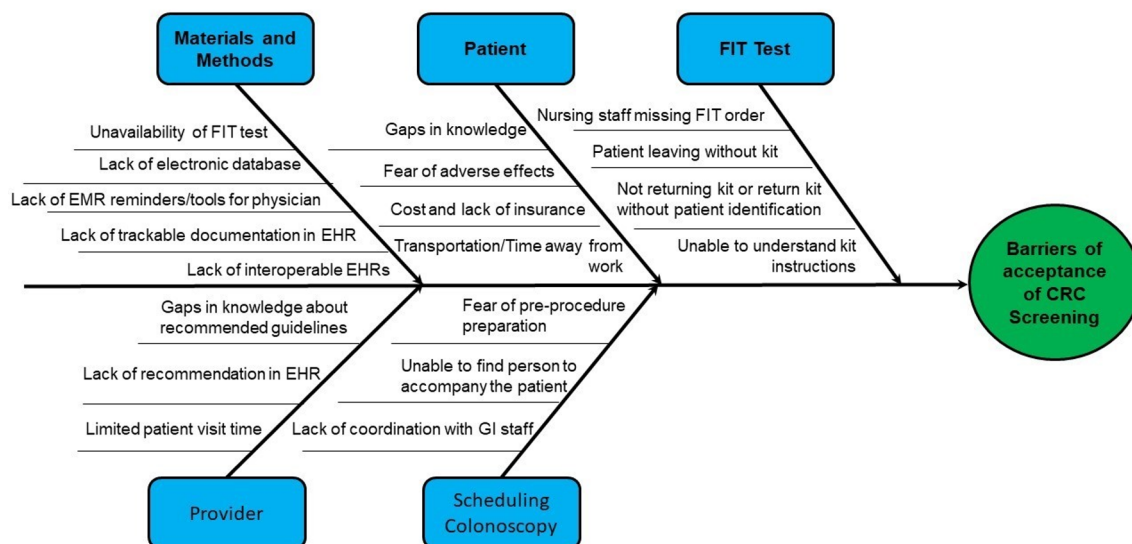 Materials and
Methods
Patient
FIT Test
Unavailability of FIT test
Lack of electronic database
Lack of EMR reminders/tools for physician
Lack of trackable documentation in EHR
Lack of interoperable EHRs
Gaps in knowledge
Fear of adverse effects
Cost and lack of insurance
Transportation/Time away from
work
Nursing staff missing FIT order
Patient leaving without kit
Not returning kit or return kit
without patient identification
Unable to understand kit
instructions
Barriers of
acceptance
of CRC
Screening
Gaps in knowledge about
recommended guidelines
Lack of recommendation in EHR
Limited patient visit time
Fear of pre-procedure
preparation
Unable to find person to
accompany the patient
Lack of coordination with GI staff
Provider
Scheduling
Colonoscopy